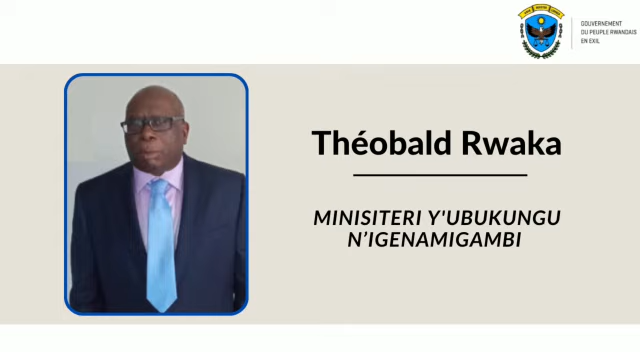 GOUVERNEMENT
DU PEUPLE RWANDAIS
EN EXIL
Théobald Rwaka
MINISITERI Y'UBUKUNGU
N’IGENAMIGAMBI